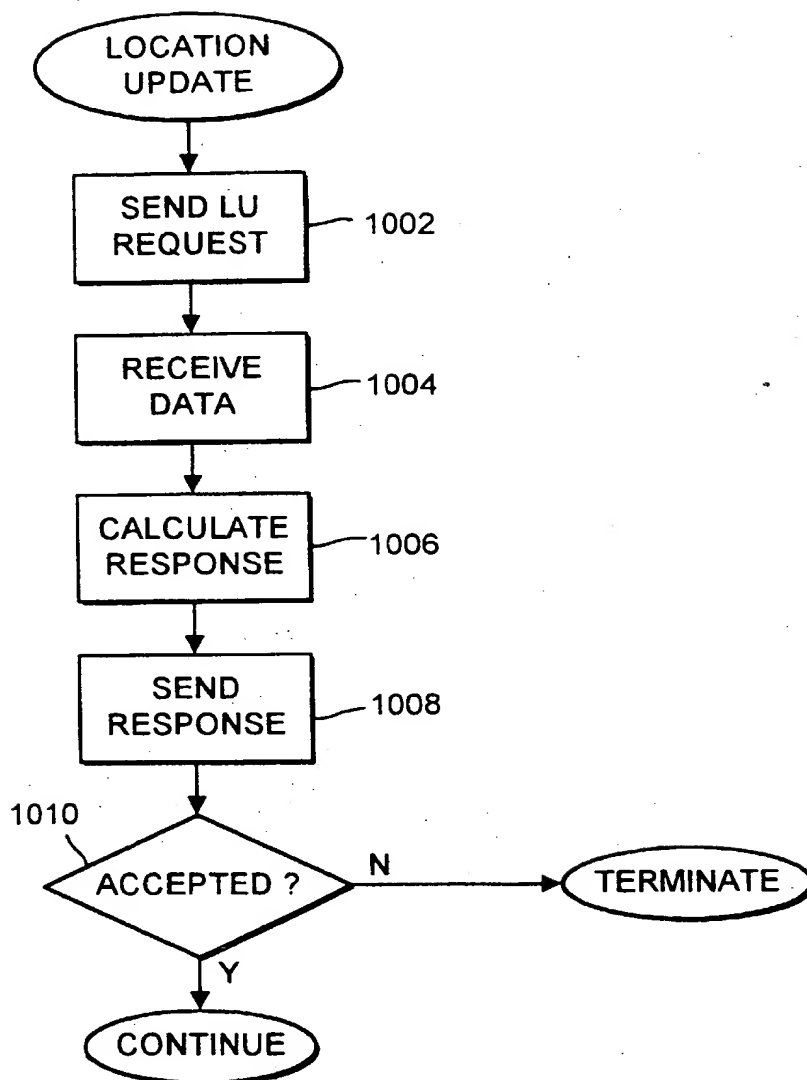 LOCATION
UPDATE
SEND LU
REQUEST
1002
RECEIVE
DATA
1004
CALCULATE
RESPONSE
1006
SEND
RESPONSE
1008
1010
ACCEPTED ?
N
TERMINATE
Y
CONTINUE